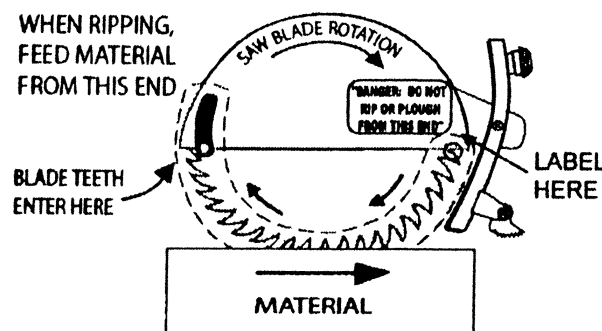 WHEN RIPPING,
FEED MATERIAL
FROM THIS END
SAW BLADE ROTATION
"DANGER: DO NOT
RIP OR PLOUGH
FROM THIS END"
BLADE TEETH
ENTER HERE
LABEL
HERE
MATERIAL